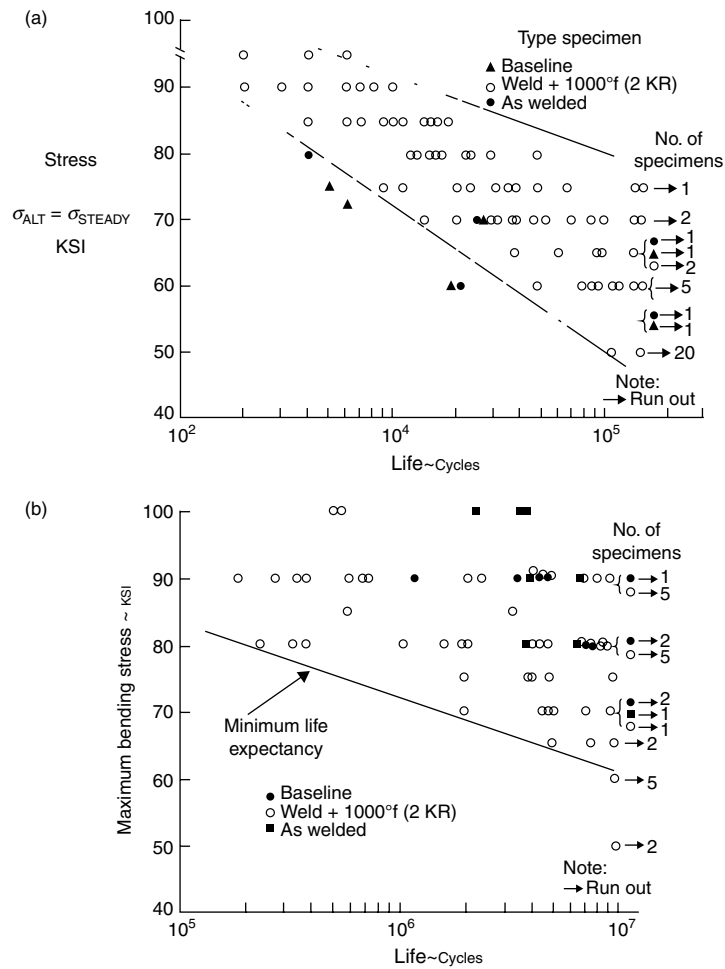 (a)
Type specimen
▲ Baseline
○ Weld + 1000°f (2 KR)
● As welded
90
80
70
60
50
40
Stress
σALT = σSTEADY
KSI
No. of
specimens
1
2
1
1
2
5
1
1
20
Note:
→ Run out
10²
10⁴
10⁵
Life~Cycles
(b)
100
90
80
70
60
50
40
Maximum bending stress ~ KSI
No. of
specimens
1
5
2
5
2
1
1
2
5
2
Minimum life
expectancy
● Baseline
○ Weld + 1000°f (2 KR)
■ As welded
Note:
→ Run out
10⁵
10⁶
10⁷
Life~Cycles